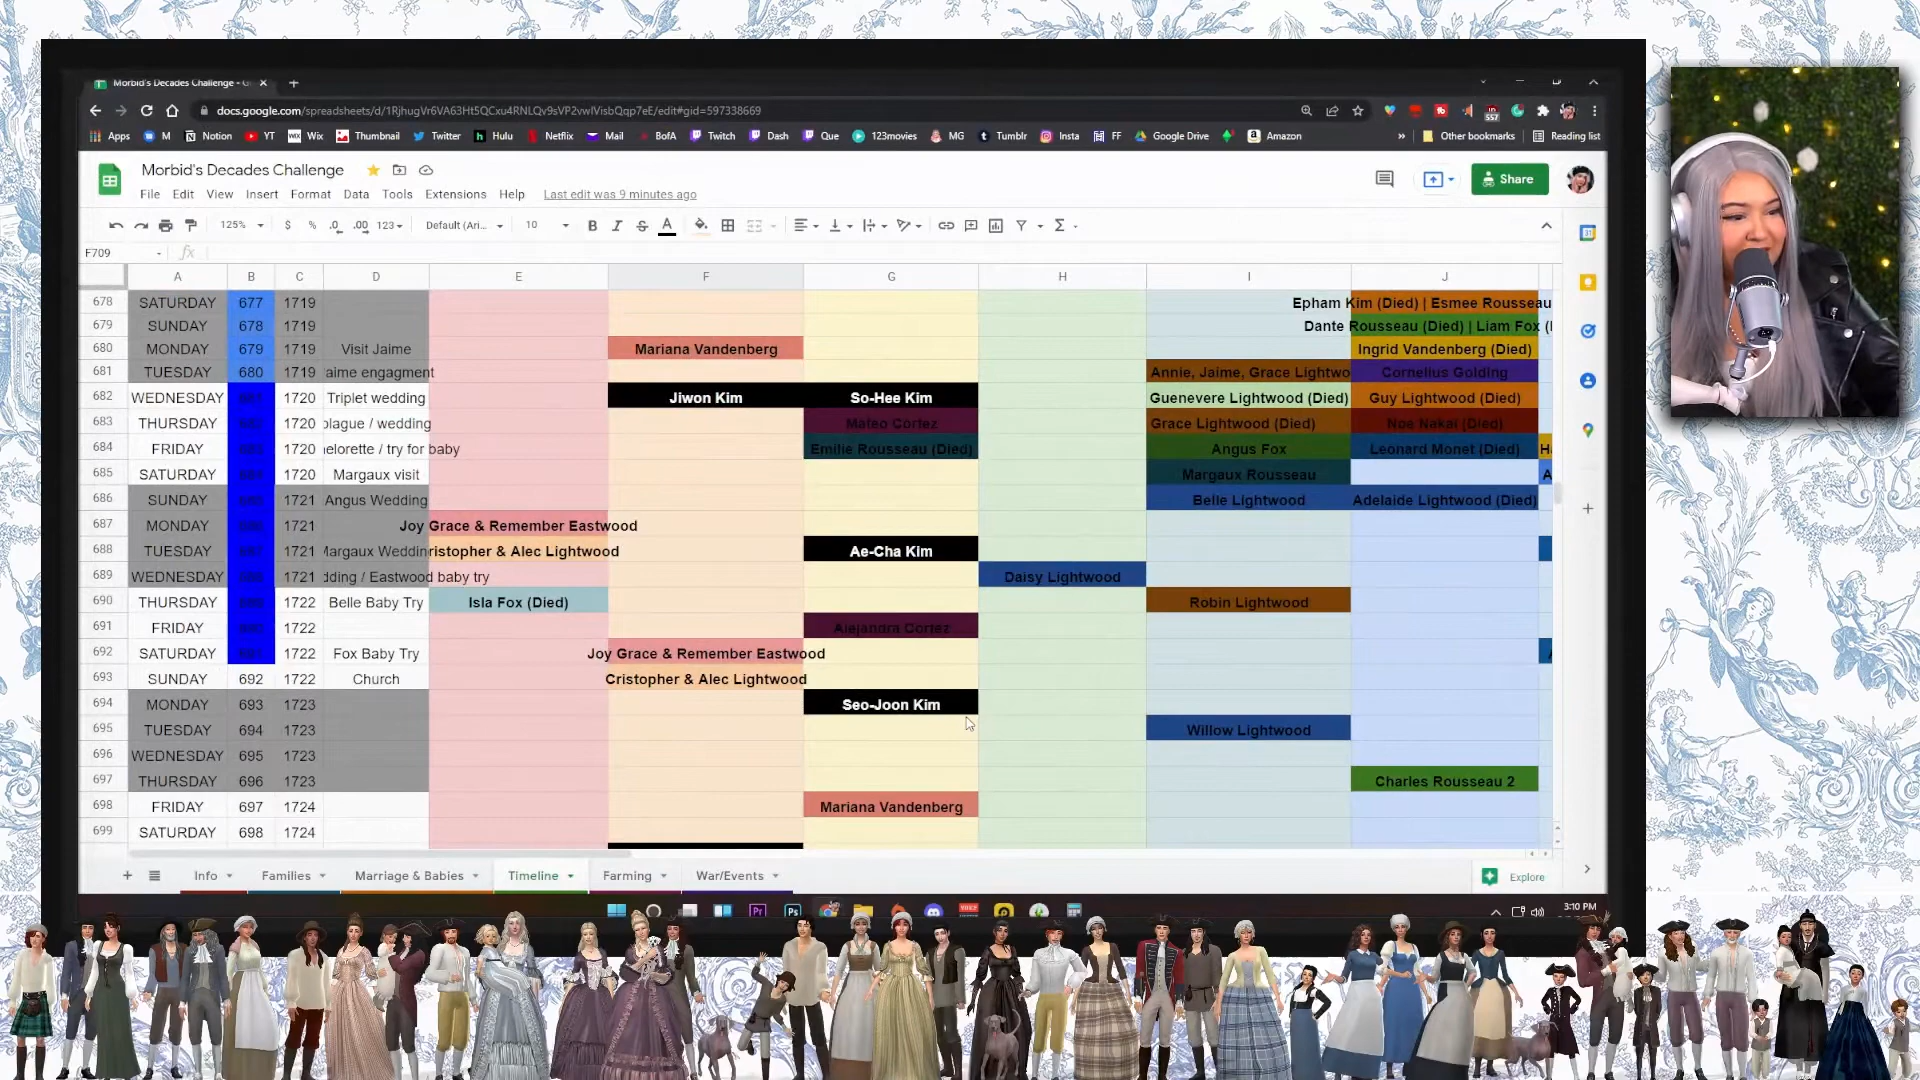 Morbid's Decades Challenge - G
docs.google.com/spreadsheets/d/1RjhugVr6VA63Ht5QCxu4RNLQv9sVP2vwlVisbQqp7eE/edit#gid=597338669
557
Apps M Notion YT Wix Thumbnail Twitter Hulu Netflix Mail BofA Twitch Dash Que 123movies MG Tumblr Insta FF Google Drive Amazon » Other bookmarks Reading list
Morbid's Decades Challenge
Share
File Edit View Insert Format Data Tools Extensions Help Last edit was 9 minutes ago
125% $ % .0 .00 123 Default (Ari... 10 B I S A
F709 fx
A B C D E F G H I J
678 SATURDAY 677 1719 Epham Kim (Died) | Esmee Rousseau
679 SUNDAY 678 1719 Dante Rousseau (Died) | Liam Fox (
680 MONDAY 679 1719 Visit Jaime Mariana Vandenberg Ingrid Vandenberg (Died)
681 TUESDAY 680 1719 aime engagment Annie, Jaime, Grace Lightwo Cornelius Golding
682 WEDNESDAY 1720 Triplet wedding Jiwon Kim So-Hee Kim Guenevere Lightwood (Died) Guy Lightwood (Died)
683 THURSDAY 1720 plague / wedding Mateo Cortez Grace Lightwood (Died) Noe Nakai (Died)
684 FRIDAY 1720 elorette / try for baby Emilie Rousseau (Died) Angus Fox Leonard Monet (Died) H
685 SATURDAY 1720 Margaux visit Margaux Rousseau A
686 SUNDAY 1721 Angus Wedding Belle Lightwood Adelaide Lightwood (Died)
687 MONDAY 1721 Joy Grace & Remember Eastwood
688 TUESDAY 1721 Margaux Weddin ristopher & Alec Lightwood Ae-Cha Kim
689 WEDNESDAY 1721 dding / Eastwood baby try Daisy Lightwood
690 THURSDAY 1722 Belle Baby Try Isla Fox (Died) Robin Lightwood
691 FRIDAY 1722 Alejandra Cortez
692 SATURDAY 1722 Fox Baby Try Joy Grace & Remember Eastwood
693 SUNDAY 692 1722 Church Cristopher & Alec Lightwood
694 MONDAY 693 1723 Seo-Joon Kim
695 TUESDAY 694 1723 Willow Lightwood
696 WEDNESDAY 695 1723
697 THURSDAY 696 1723 Charles Rousseau 2
698 FRIDAY 697 1724 Mariana Vandenberg
699 SATURDAY 698 1724
Info Families Marriage & Babies Timeline Farming War/Events Explore
Pr Ps 3:10 PM